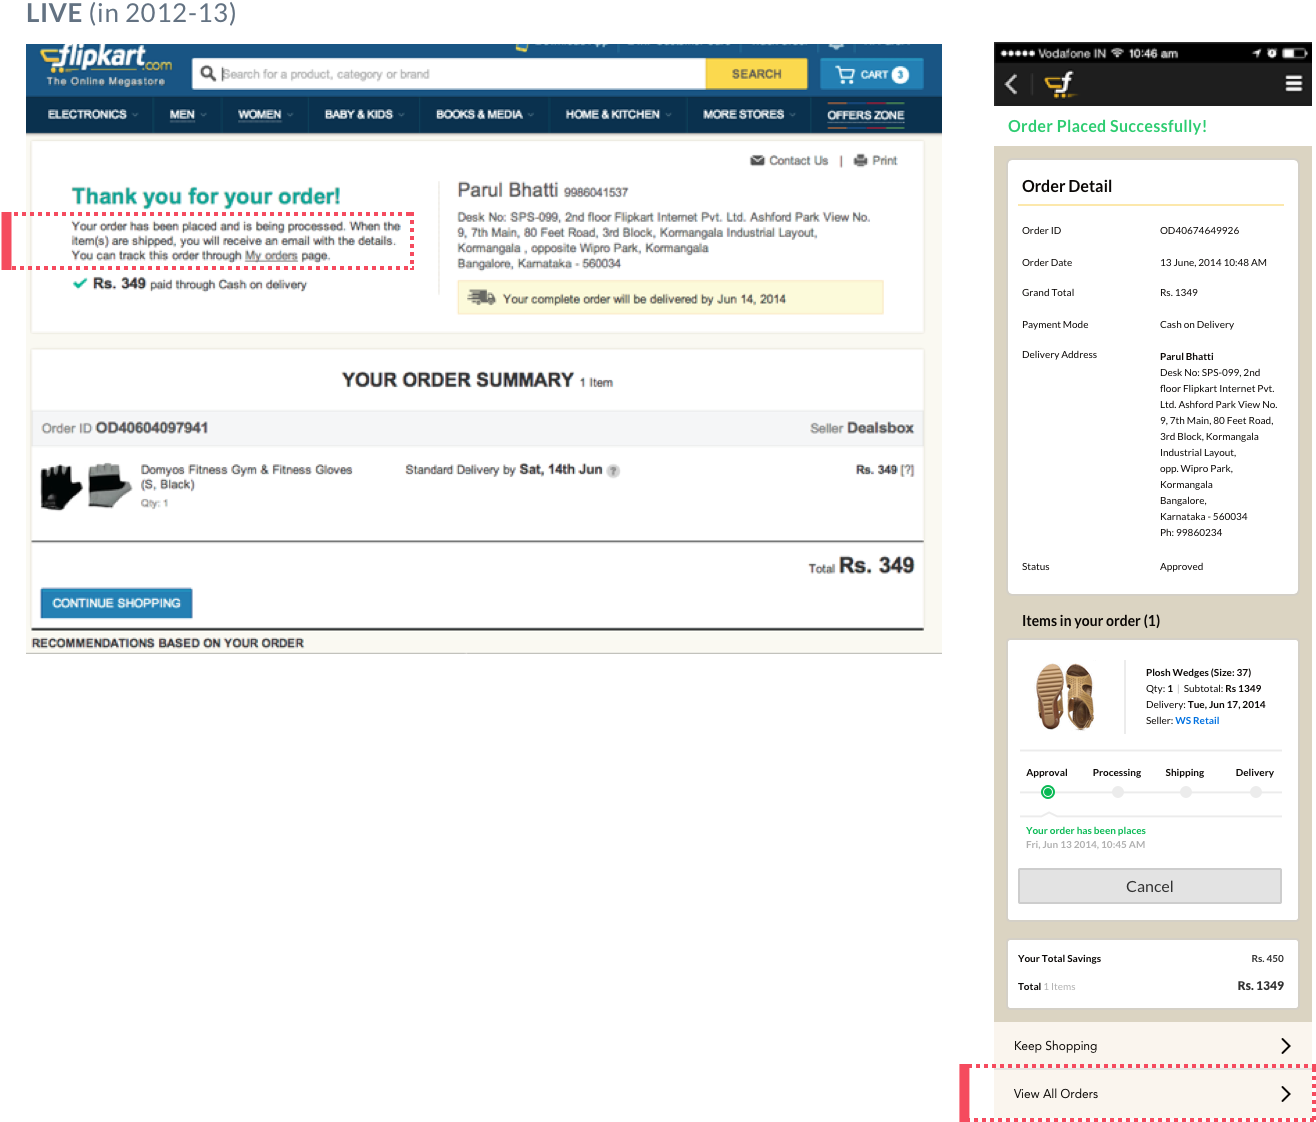 LIVE (in 2012-13)
flipkart.com
The Online Megastore
Search for a product, category or brand
SEARCH
CART 3
ELECTRONICS
MEN
WOMEN
BABY & KIDS
BOOKS & MEDIA
HOME & KITCHEN
MORE STORES
OFFERS ZONE
Contact Us | Print
Thank you for your order!
Your order has been placed and is being processed. When the
item(s) are shipped, you will receive an email with the details.
You can track this order through My orders page.
Rs. 349 paid through Cash on delivery
Parul Bhatti 9986041537
Desk No: SPS-099, 2nd floor Flipkart Internet Pvt. Ltd. Ashford Park View No.
9, 7th Main, 80 Feet Road, 3rd Block, Kormangala Industrial Layout,
Kormangala , opposite Wipro Park, Kormangala
Bangalore, Karnataka - 560034
Your complete order will be delivered by Jun 14, 2014
YOUR ORDER SUMMARY 1 Item
Order ID OD40604097941
Seller Dealsbox
Domyos Fitness Gym & Fitness Gloves
(S, Black)
Qty: 1
Standard Delivery by Sat, 14th Jun ?
Rs. 349 [?]
Total Rs. 349
CONTINUE SHOPPING
RECOMMENDATIONS BASED ON YOUR ORDER
Vodafone IN 10:46 am
Order Placed Successfully!
Order Detail
Order ID OD40674649926
Order Date 13 June, 2014 10:48 AM
Grand Total Rs. 1349
Payment Mode Cash on Delivery
Delivery Address Parul Bhatti
Desk No: SPS-099, 2nd
floor Flipkart Internet Pvt.
Ltd. Ashford Park View No.
9, 7th Main, 80 Feet Road,
3rd Block, Kormangala
Industrial Layout,
opp. Wipro Park,
Kormangala
Bangalore,
Karnataka - 560034
Ph: 99860234
Status Approved
Items in your order (1)
Plosh Wedges (Size: 37)
Qty: 1 | Subtotal: Rs 1349
Delivery: Tue, Jun 17, 2014
Seller: WS Retail
Approval Processing Shipping Delivery
Your order has been places
Fri, Jun 13 2014, 10:45 AM
Cancel
Your Total Savings Rs. 450
Total 1 Items Rs. 1349
Keep Shopping
View All Orders